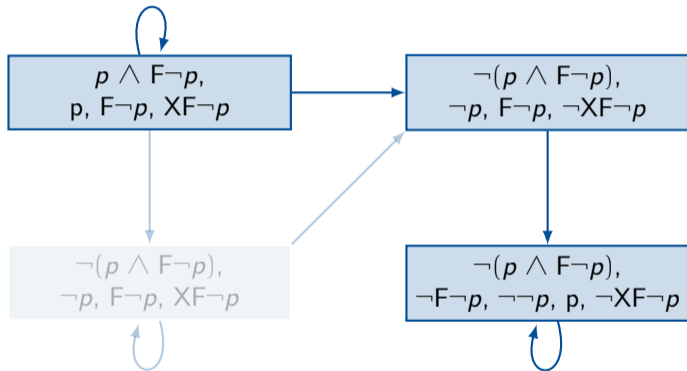 p ∧ F¬p,
p, F¬p, XF¬p
¬(p ∧ F¬p),
¬p, F¬p, ¬XF¬p
¬(p ∧ F¬p),
¬p, F¬p, XF¬p
¬(p ∧ F¬p),
¬F¬p, ¬¬p, p, ¬XF¬p